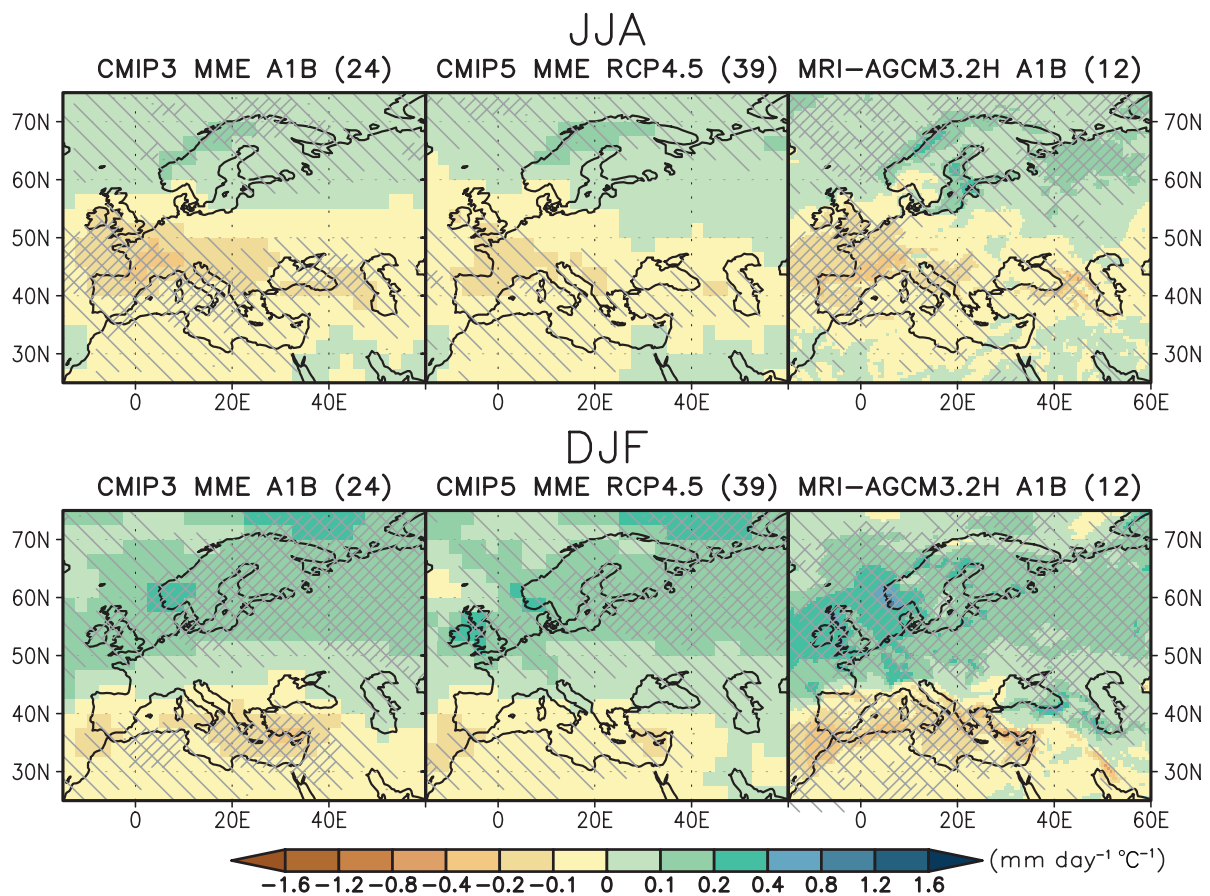 JJA
CMIP3 MME A1B (24) CMIP5 MME RCP4.5 (39) MRI−AGCM3.2H A1B (12)
70N 70N
60N 60N
50N 50N
40N 40N
30N 30N
0 20E 40E 0 20E 40E 0 20E 40E 60E
DJF
CMIP3 MME A1B (24) CMIP5 MME RCP4.5 (39) MRI−AGCM3.2H A1B (12)
70N 70N
60N 60N
50N 50N
40N 40N
30N 30N
0 20E 40E 0 20E 40E 0 20E 40E 60E
(mm day⁻¹ °C⁻¹)
−1.6 −1.2 −0.8 −0.4 −0.2 −0.1 0 0.1 0.2 0.4 0.8 1.2 1.6